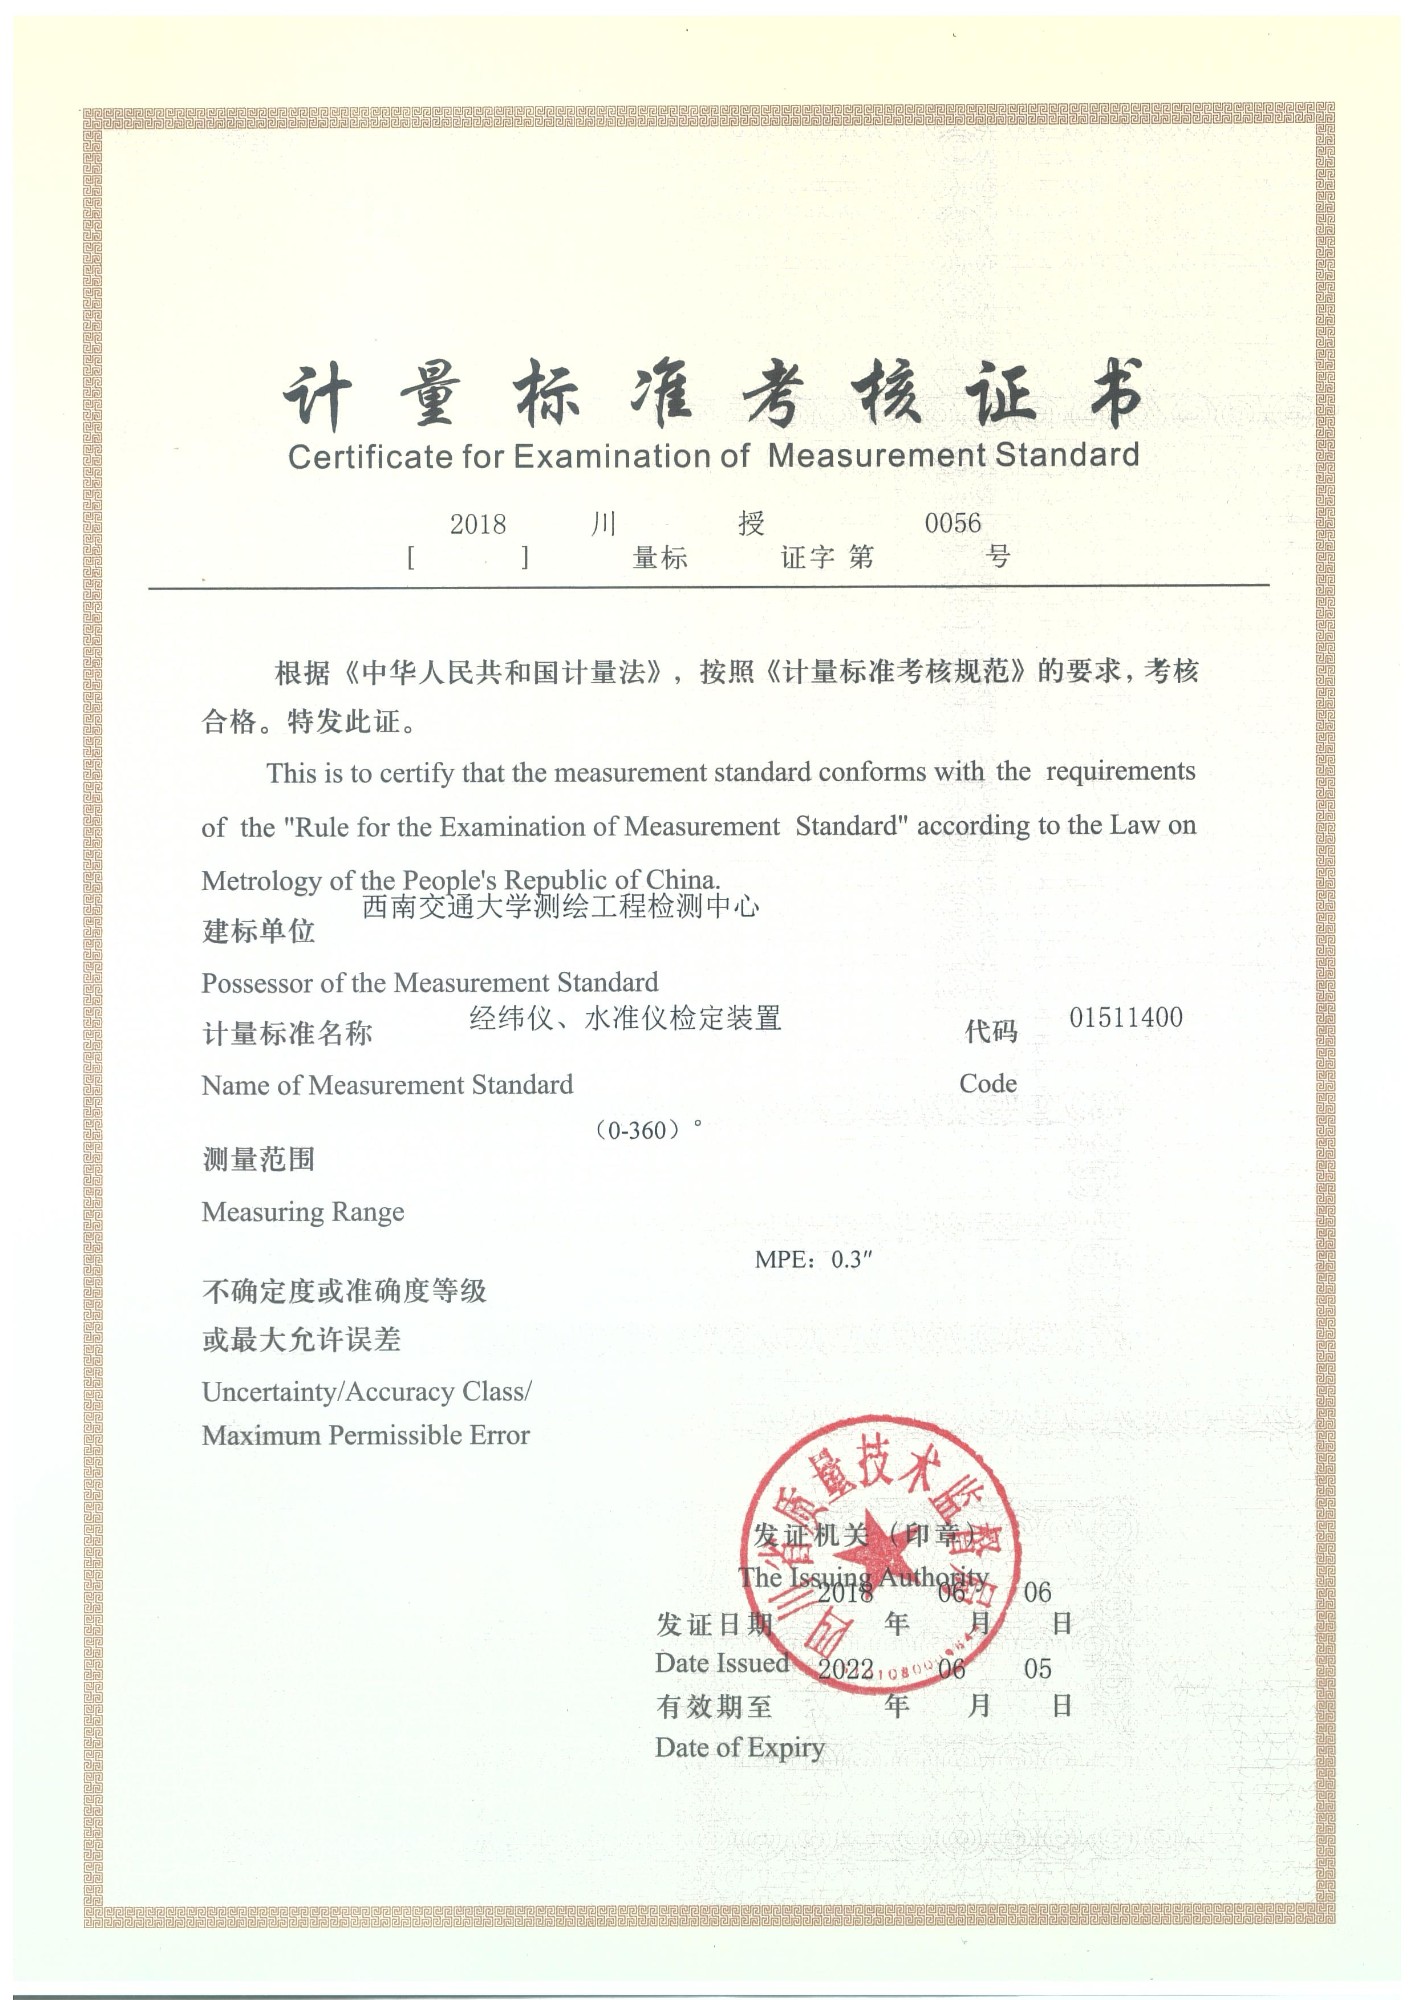 计量标准考核证书
Certificate for Examination of Measurement Standard
2018 川 授 0056
[ ] 量标 证字 第 号
根据《中华人民共和国计量法》，按照《计量标准考核规范》的要求，考核
合格。特发此证。
This is to certify that the measurement standard conforms with the requirements
of the "Rule for the Examination of Measurement Standard" according to the Law on
Metrology of the People's Republic of China.
西南交通大学测绘工程检测中心
建标单位
Possessor of the Measurement Standard
经纬仪、水准仪检定装置 01511400
计量标准名称 代码
Name of Measurement Standard Code
（0-360）°
测量范围
Measuring Range
MPE：0.3″
不确定度或准确度等级
或最大允许误差
Uncertainty/Accuracy Class/
Maximum Permissible Error
四川省质量技术监督局
发证机关（印章）
The Issuing Authority
2018 06 06
发证日期 年 月 日
Date Issued
2022 06 05
有效期至 年 月 日
Date of Expiry